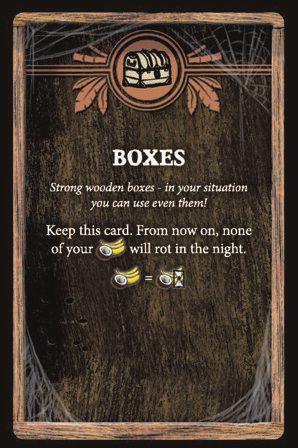 BOXES
Strong wooden boxes - in your situation
you can use even them!
Keep this card. From now on, none
of your will rot in the night.
=